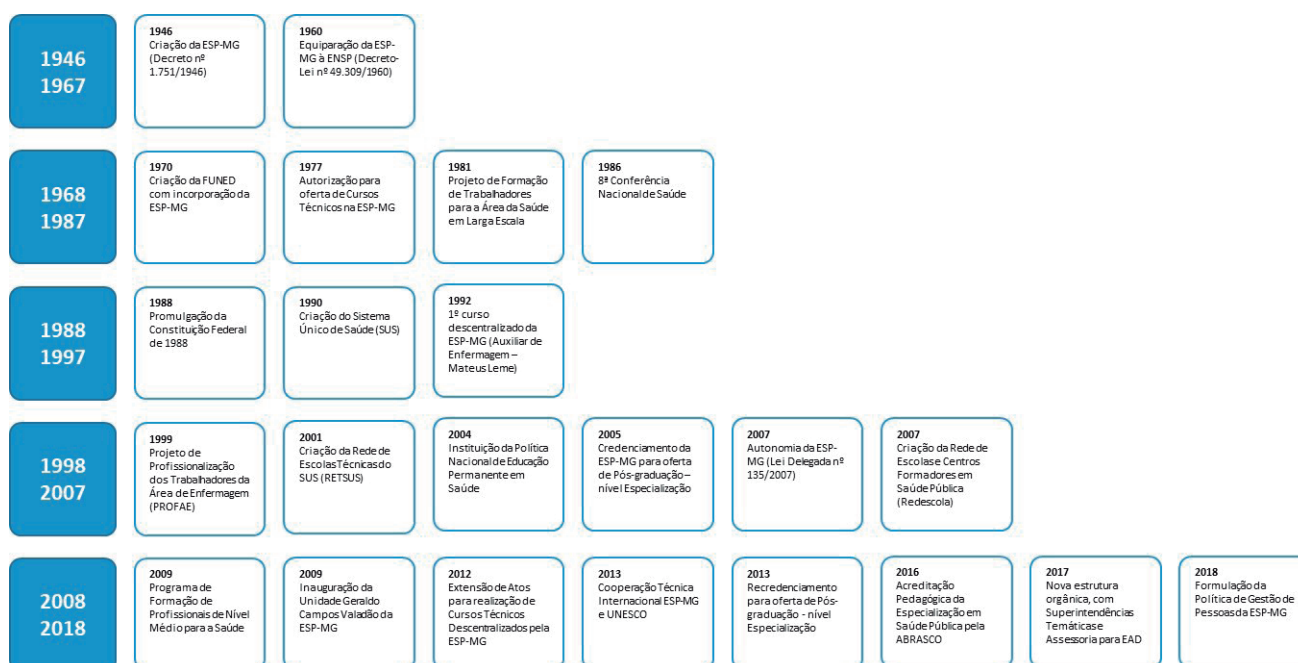 1946
1967
1946
Criação da ESP-MG
(Decreto nº
1.751/1946)
1960
Equiparação da ESP-
MG à ENSP (Decreto-
Lei nº 49.309/1960)
1968
1987
1970
Criação da FUNED
com incorporação da
ESP-MG
1977
Autorização para
oferta de Cursos
Técnicos na ESP-MG
1981
Projeto de Formação
de Trabalhadores
para a Área da Saúde
em Larga Escala
1986
8ª Conferência
Nacional de Saúde
1988
1997
1988
Promulgação da
Constituição Federal
de 1988
1990
Criação do Sistema
Único de Saúde (SUS)
1992
1º curso
descentralizado da
ESP-MG (Auxiliar de
Enfermagem –
Mateus Leme)
1998
2007
1999
Projeto de
Profissionalização
dos Trabalhadores da
Área de Enfermagem
(PROFAE)
2001
Criação da Rede de
Escolas Técnicas do
SUS (RETSUS)
2004
Instituição da Política
Nacional de Educação
Permanente em
Saúde
2005
Credenciamento da
ESP-MG para oferta
de Pós-graduação –
nível Especialização
2007
Autonomia da ESP-
MG (Lei Delegada nº
135/2007)
2007
Criação da Rede de
Escolas e Centros
Formadores em
Saúde Pública
(Redescola)
2008
2018
2009
Programa de
Formação de
Profissionais de Nível
Médio para a Saúde
2009
Inauguração da
Unidade Geraldo
Campos Valadão da
ESP-MG
2012
Extensão de Atos
para realização de
Cursos Técnicos
Descentralizados pela
ESP-MG
2013
Cooperação Técnica
Internacional ESP-MG
e UNESCO
2013
Recredenciamento
para oferta de Pós-
graduação - nível
Especialização
2016
Acreditação
Pedagógica da
Especialização em
Saúde Pública pela
ABRASCO
2017
Nova estrutura
orgânica, com
Superintendências
Temáticas e
Assessoria para EAD
2018
Formulação da
Política de Gestão de
Pessoas da ESP-MG